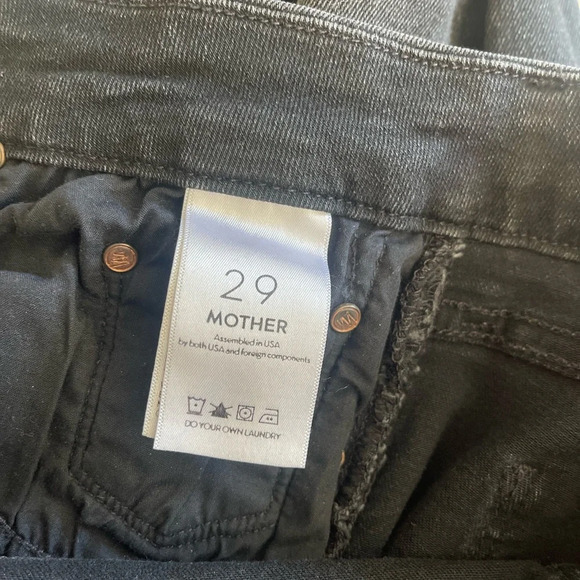 29
MOTHER
Assembled in USA
by both USA and foreign components
DO YOUR OWN LAUNDRY